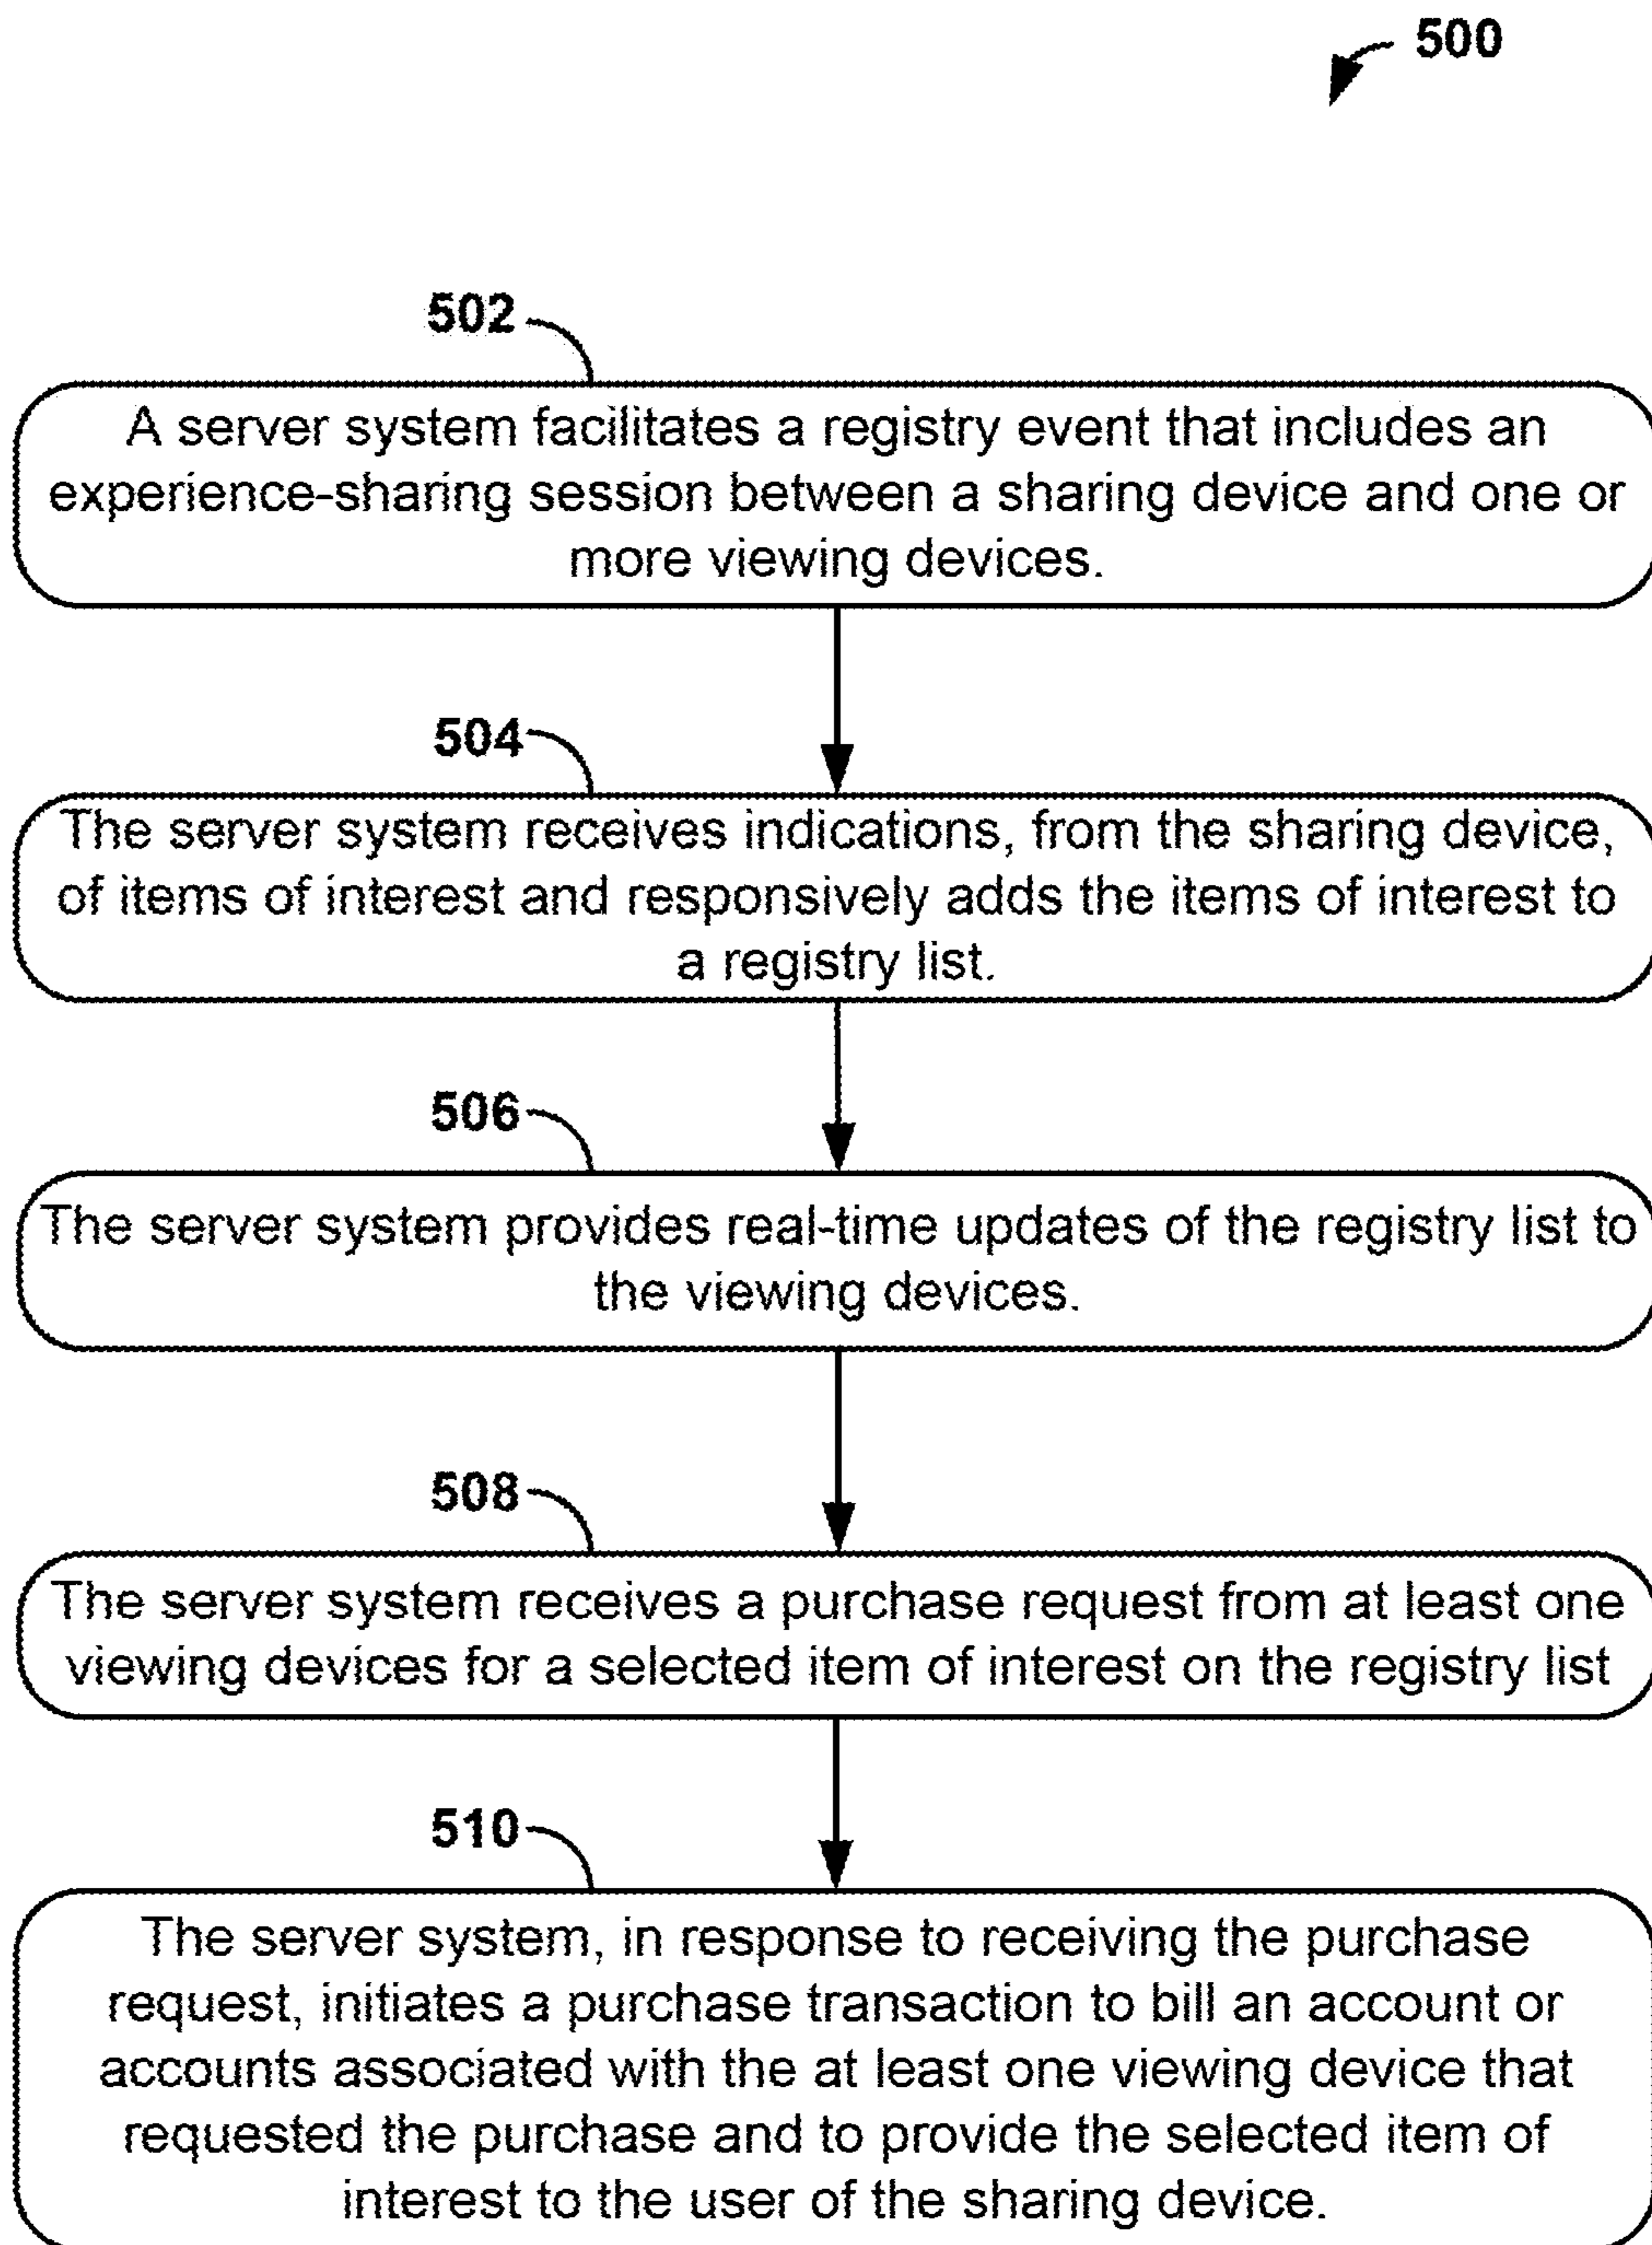 500
502
A server system facilitates a registry event that includes an
experience-sharing session between a sharing device and one or
more viewing devices.
504
The server system receives indications, from the sharing device,
of items of interest and responsively adds the items of interest to
a registry list.
506
The server system provides real-time updates of the registry list to
the viewing devices.
508
The server system receives a purchase request from at least one
viewing devices for a selected item of interest on the registry list
510
The server system, in response to receiving the purchase
request, initiates a purchase transaction to bill an account or
accounts associated with the at least one viewing device that
requested the purchase and to provide the selected item of
interest to the user of the sharing device.